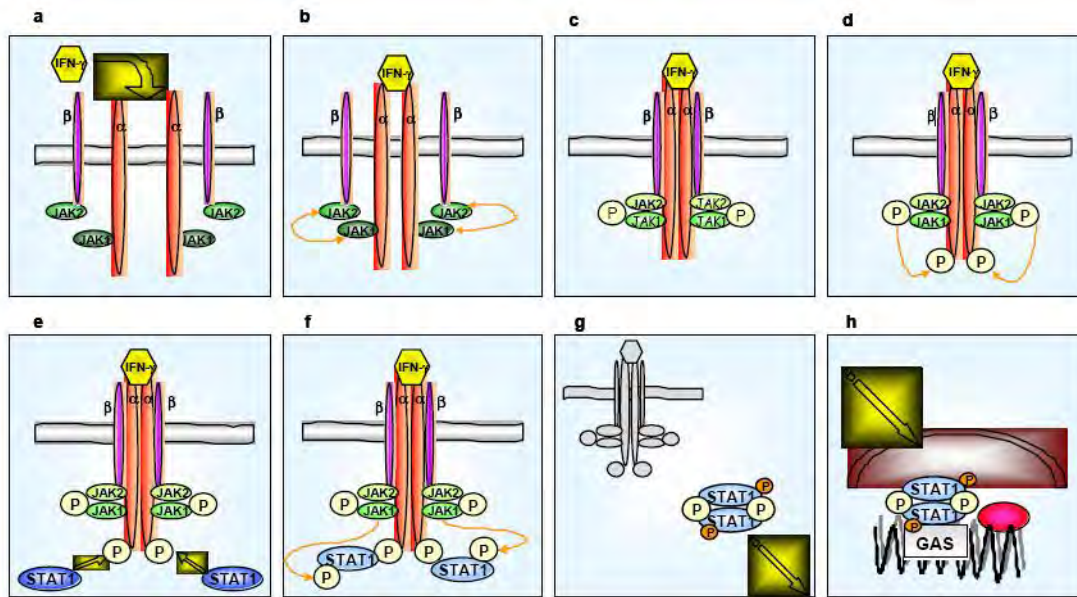 a
IFN-γ
β α α β
JAK2 JAK2
JAK1 JAK1
b
IFN-γ
β α α β
JAK2 JAK2
JAK1 JAK1
c
IFN-γ
β α α β
JAK2 JAK2
P JAK1 JAK1 P
d
IFN-γ
β α α β
JAK2 JAK2
P JAK1 JAK1 P
P P
e
IFN-γ
β α α β
JAK2 JAK2
P JAK1 JAK1 P
P P
STAT1 STAT1
f
IFN-γ
β α α β
JAK2 JAK2
P JAK1 JAK1 P
P P P
STAT1 STAT1
P
g
STAT1 P
P P
STAT1
P
h
STAT1 P
P P
STAT1
P
GAS